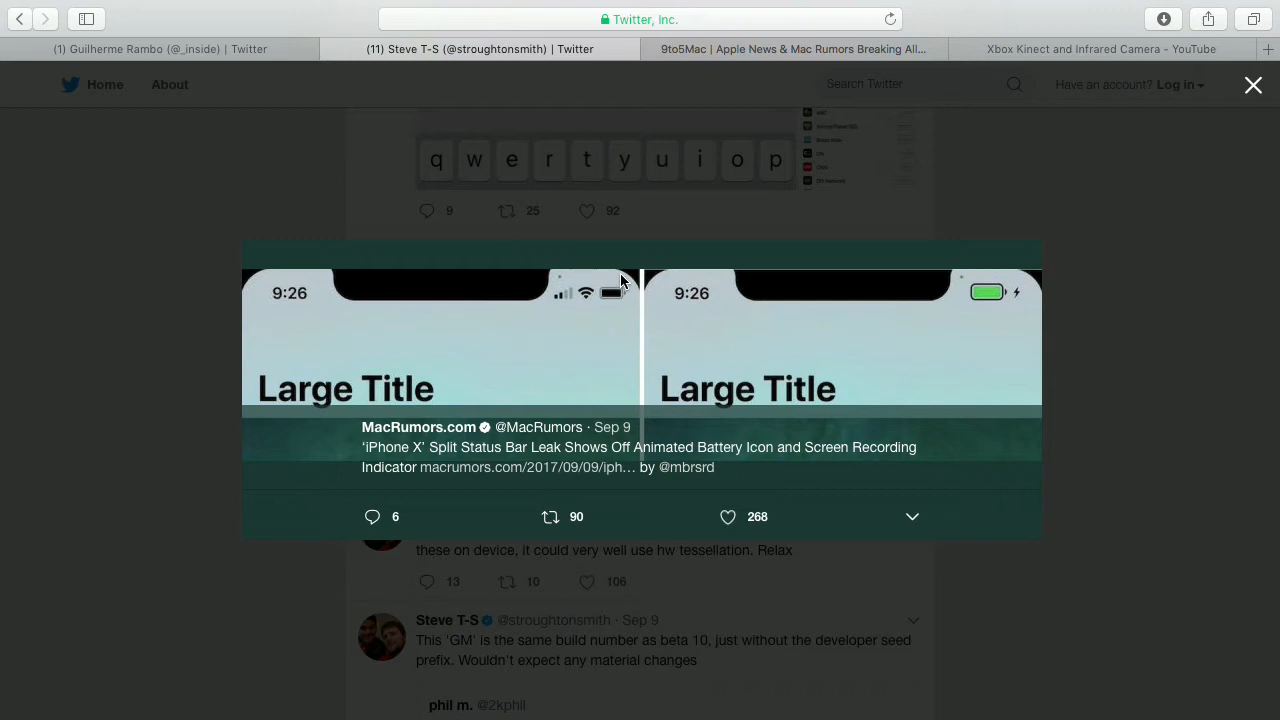 Twitter, Inc.
(1) Guilherme Rambo (@_inside) | Twitter
(11) Steve T-S (@stroughtonsmith) | Twitter
9to5Mac | Apple News & Mac Rumors Breaking All...
Xbox Kinect and Infrared Camera - YouTube
Home
About
Search Twitter
Have an account? Log in
q w e r t y u i o p
9
25
92
9:26
9:26
Large Title
Large Title
MacRumors.com @MacRumors · Sep 9
‘iPhone X’ Split Status Bar Leak Shows Off Animated Battery Icon and Screen Recording
Indicator macrumors.com/2017/09/09/iph… by @mbrsrd
6
90
268
these on device, it could very well use hw tessellation. Relax
13
10
106
Steve T-S @stroughtonsmith · Sep 9
This 'GM' is the same build number as beta 10, just without the developer seed
prefix. Wouldn't expect any material changes
phil m. @2kphil